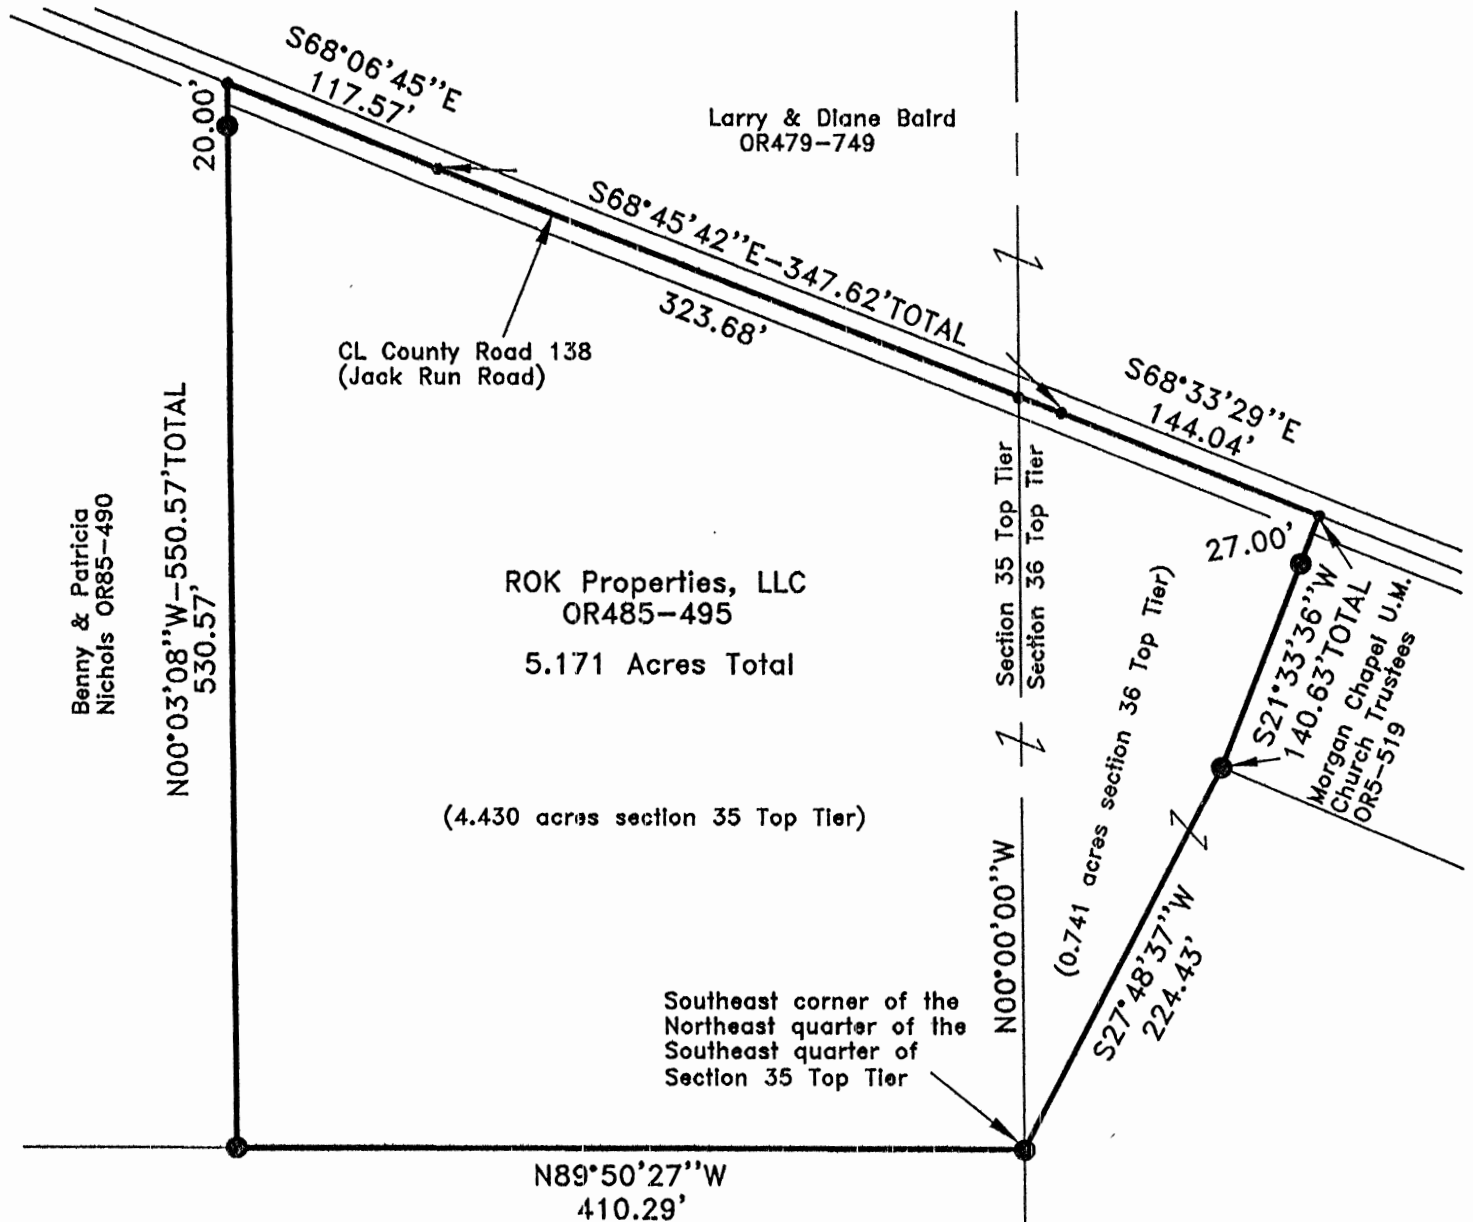 S68°06'45''E
117.57'
20.00'
Larry & Diane Baird
OR479-749
S68°45'42''E-347.62'TOTAL
323.68'
CL County Road 138
(Jack Run Road)
S68°33'29''E
144.04'
Benny & Patricia
Nichols OR85-490
N00°03'08''W-550.57'TOTAL
530.57'
ROK Properties, LLC
OR485-495
5.171 Acres Total
(4.430 acres section 35 Top Tier)
Section 35 Top Tier
Section 36 Top Tier
27.00'
(0.741 acres section 36 Top Tier)
S21°33'36''W
140.63'TOTAL
Morgan Chapel U.M.
Church Trustees
OR5-519
N00°00'00''W
S27°48'37''W
224.43'
Southeast corner of the
Northeast quarter of the
Southeast quarter of
Section 35 Top Tier
N89°50'27''W
410.29'